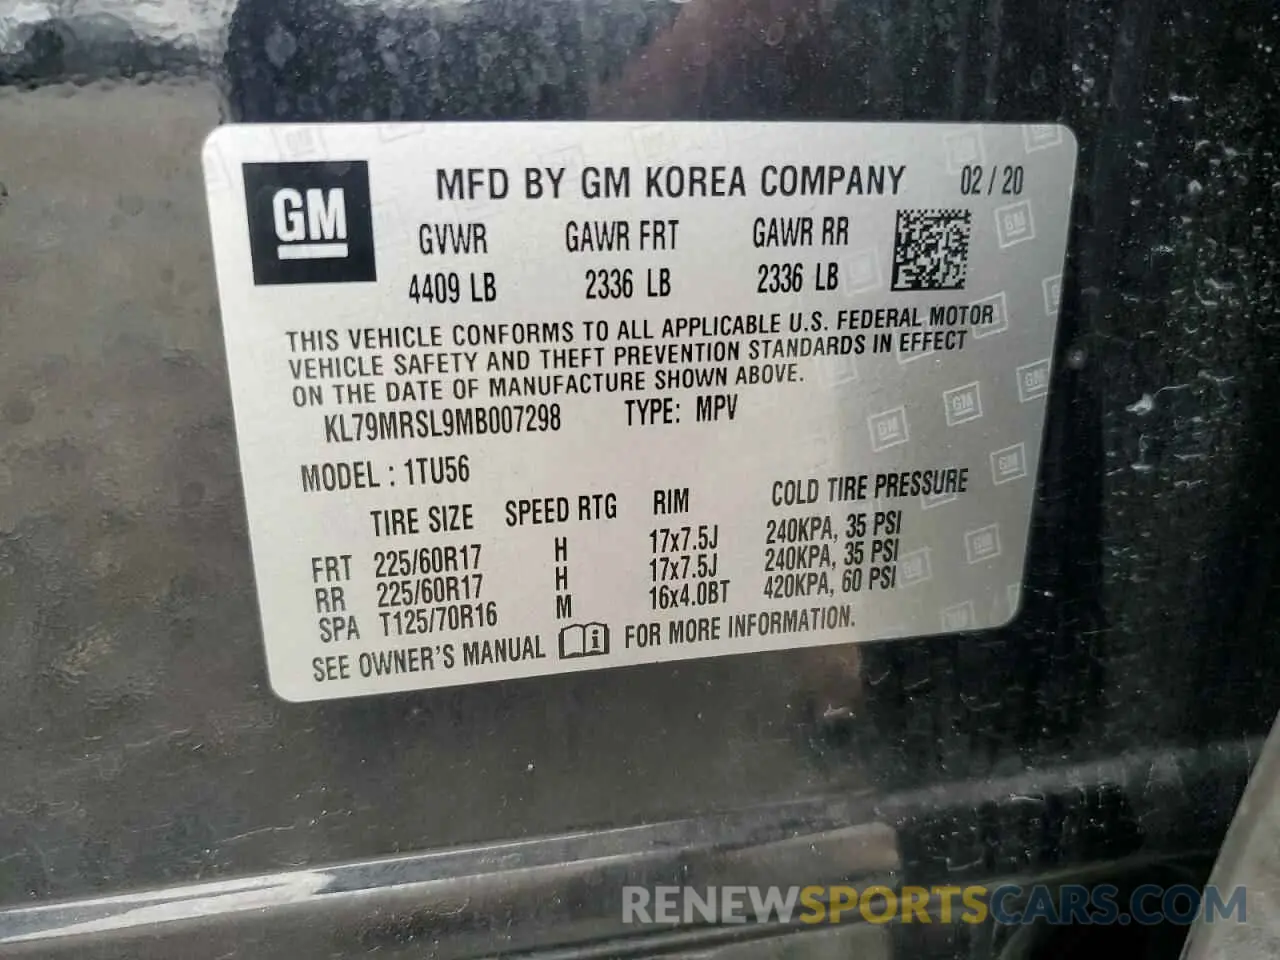 GM
MFD BY GM KOREA COMPANY 02 / 20
GVWR GAWR FRT GAWR RR
4409 LB 2336 LB 2336 LB
THIS VEHICLE CONFORMS TO ALL APPLICABLE U.S. FEDERAL MOTOR
VEHICLE SAFETY AND THEFT PREVENTION STANDARDS IN EFFECT
ON THE DATE OF MANUFACTURE SHOWN ABOVE.
KL79MRSL9MB007298 TYPE: MPV
MODEL : 1TU56
TIRE SIZE SPEED RTG RIM COLD TIRE PRESSURE
FRT 225/60R17 H 17x7.5J 240KPA, 35 PSI
RR 225/60R17 H 17x7.5J 240KPA, 35 PSI
SPA T125/70R16 M 16x4.0BT 420KPA, 60 PSI
SEE OWNER'S MANUAL i FOR MORE INFORMATION.
RENEWSPORTSCARS.COM